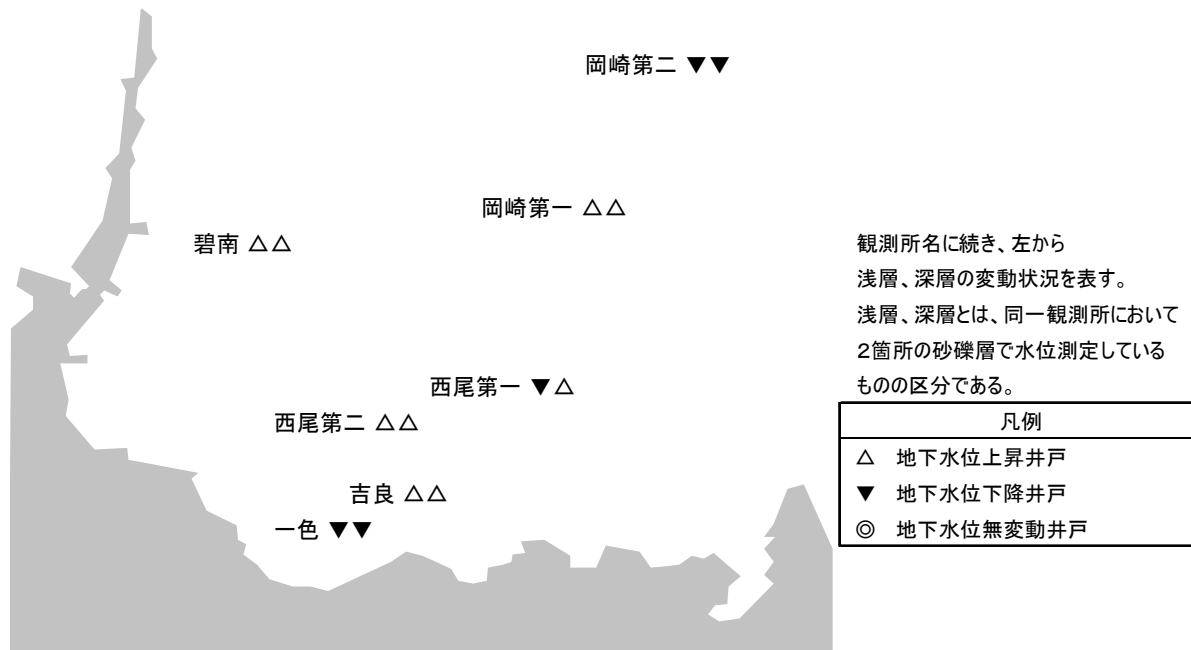 岡崎第二 ▼▼
岡崎第一 △△
碧南 △△
観測所名に続き、左から
浅層、深層の変動状況を表す。
浅層、深層とは、同一観測所において
2箇所の砂礫層で水位測定している
ものの区分である。
西尾第一 ▼△
西尾第二 △△
吉良 △△
一色 ▼▼
凡例
△ 地下水位上昇井戸
▼ 地下水位下降井戸
◎ 地下水位無変動井戸